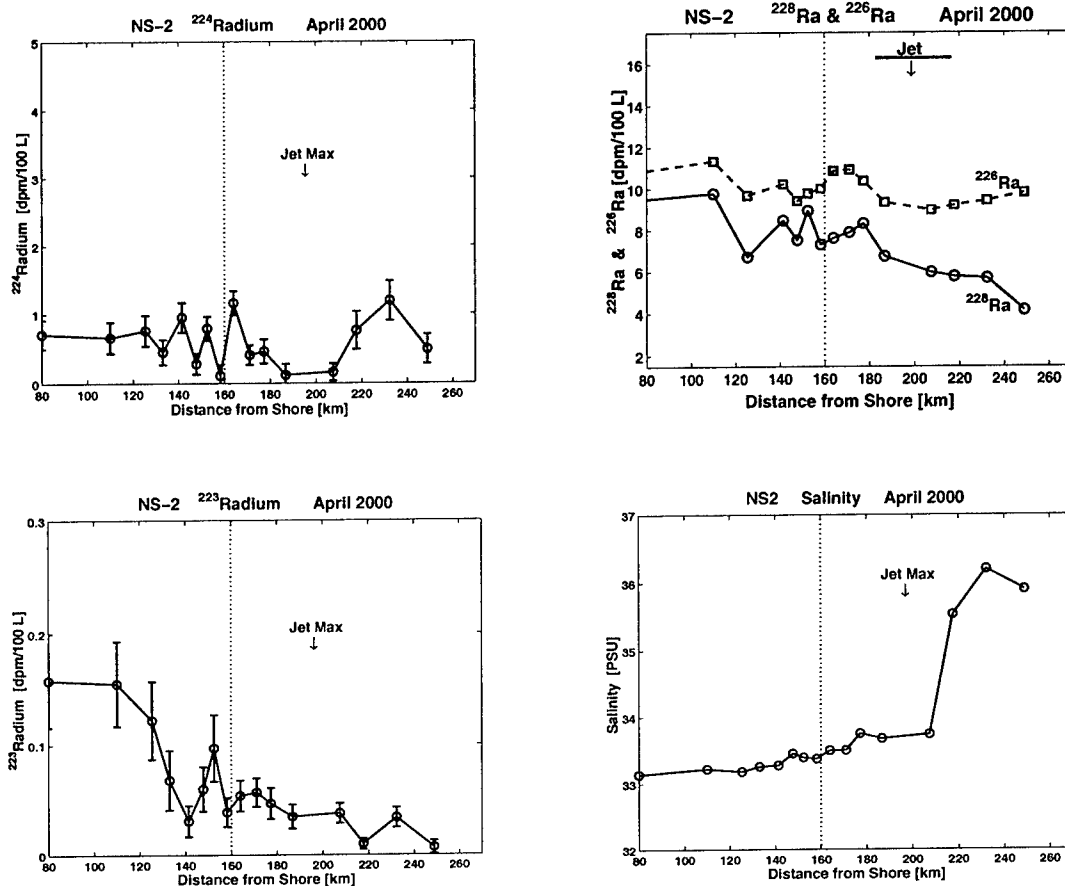 NS-2 ²²⁴Radium April 2000
5
4
3
2
1
0
²²⁴Radium [dpm/100 L]
Jet Max
↓
80 100 120 140 160 180 200 220 240 260
Distance from Shore [km]
NS-2 ²²⁸Ra & ²²⁶Ra April 2000
16
14
12
10
8
6
4
2
²²⁸Ra & ²²⁶Ra [dpm/100 L]
Jet
↓
²²⁶Ra
²²⁸Ra
80 100 120 140 160 180 200 220 240 260
Distance from Shore [km]
NS-2 ²²³Radium April 2000
0.3
0.2
0.1
0
²²³Radium [dpm/100 L]
Jet Max
↓
80 100 120 140 160 180 200 220 240 260
Distance from Shore [km]
NS2 Salinity April 2000
37
36
35
34
33
32
Salinity [PSU]
Jet Max
↓
80 100 120 140 160 180 200 220 240 260
Distance from Shore [km]